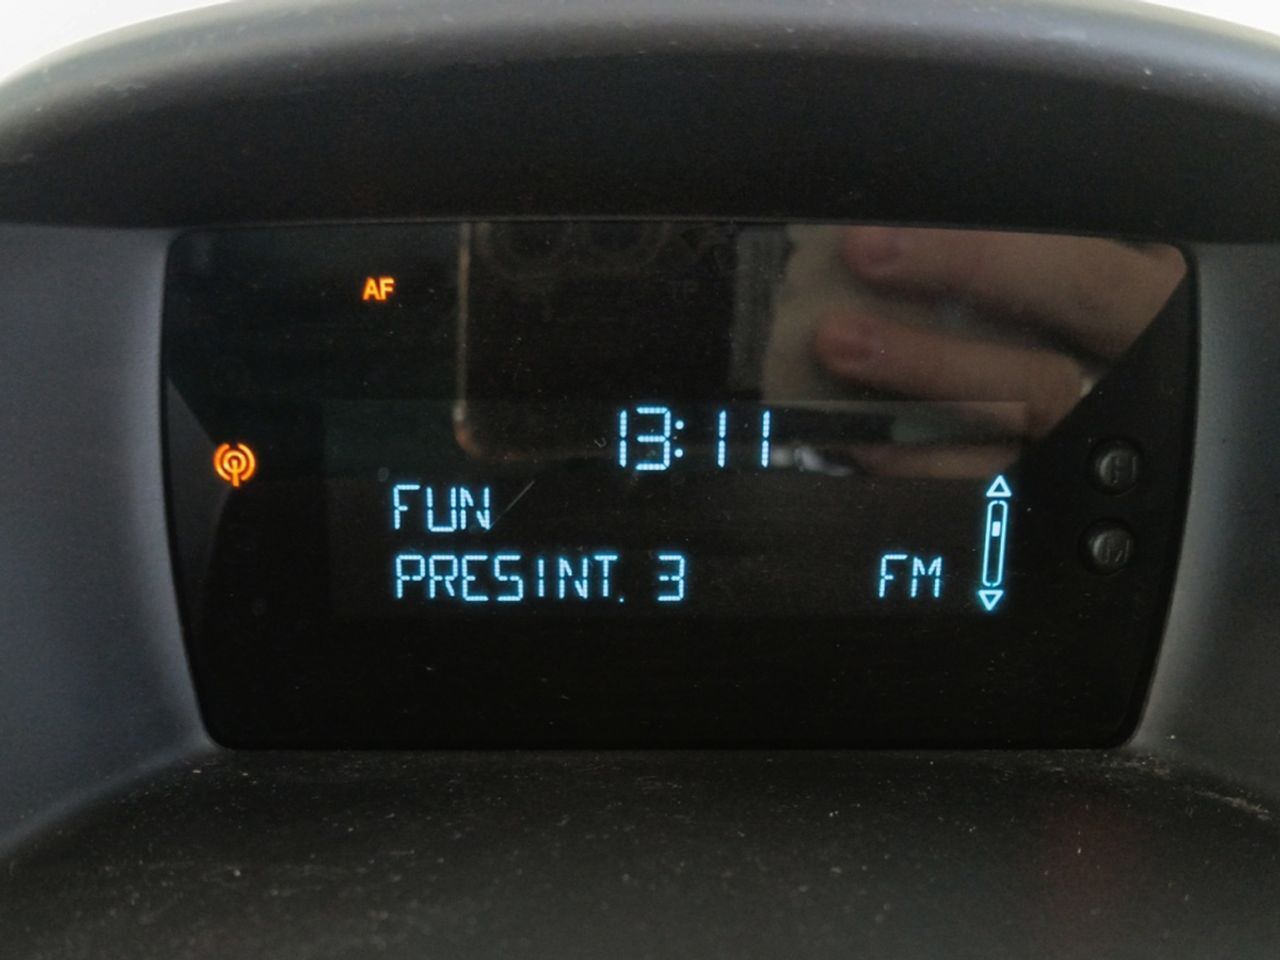 AF
13:11
FUN
PRESINT. 3 FM
H
M